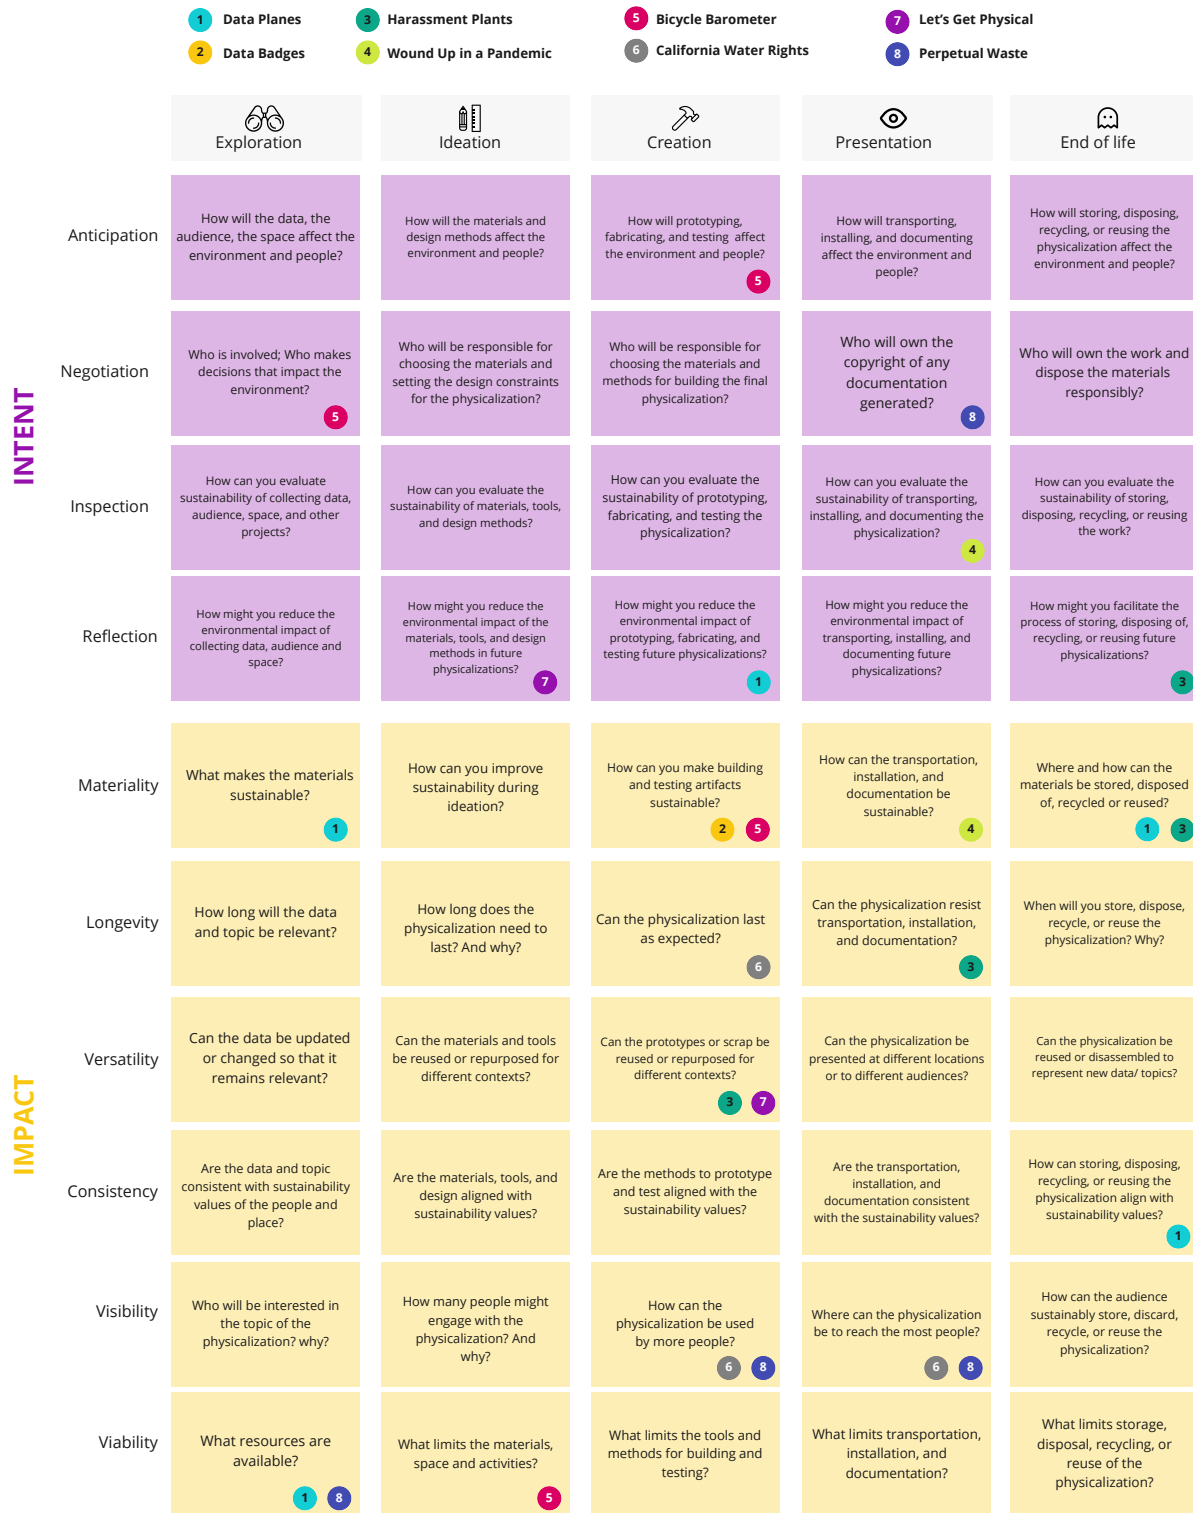 1 Data Planes
3 Harassment Plants
5 Bicycle Barometer
7 Let's Get Physical
2 Data Badges
4 Wound Up in a Pandemic
6 California Water Rights
8 Perpetual Waste
Exploration
Ideation
Creation
Presentation
End of life
INTENT
Anticipation
How will the data, the
audience, the space affect the
environment and people?
How will the materials and
design methods affect the
environment and people?
How will prototyping,
fabricating, and testing affect
the environment and people?
5
How will transporting,
installing, and documenting
affect the environment and
people?
How will storing, disposing,
recycling, or reusing the
physicalization affect the
environment and people?
Negotiation
Who is involved; Who makes
decisions that impact the
environment?
5
Who will be responsible for
choosing the materials and
setting the design constraints
for the physicalization?
Who will be responsible for
choosing the materials and
methods for building the final
physicalization?
Who will own the
copyright of any
documentation
generated?
8
Who will own the work and
dispose the materials
responsibly?
Inspection
How can you evaluate
sustainability of collecting data,
audience, space, and other
projects?
How can you evaluate the
sustainability of materials, tools,
and design methods?
How can you evaluate the
sustainability of prototyping,
fabricating, and testing the
physicalization?
How can you evaluate the
sustainability of transporting,
installing, and documenting the
physicalization?
4
How can you evaluate the
sustainability of storing,
disposing, recycling, or reusing
the work?
Reflection
How might you reduce the
environmental impact of
collecting data, audience and
space?
How might you reduce the
environmental impact of the
materials, tools, and design
methods in future
physicalizations?
7
How might you reduce the
environmental impact of
prototyping, fabricating, and
testing future physicalizations?
1
How might you reduce the
environmental impact of
transporting, installing, and
documenting future
physicalizations?
How might you facilitate the
process of storing, disposing of,
recycling, or reusing future
physicalizations?
3
IMPACT
Materiality
What makes the materials
sustainable?
1
How can you improve
sustainability during
ideation?
How can you make building
and testing artifacts
sustainable?
2 5
How can the transportation,
installation, and
documentation be
sustainable?
4
Where and how can the
materials be stored, disposed
of, recycled or reused?
1 3
Longevity
How long will the data
and topic be relevant?
How long does the
physicalization need to
last? And why?
Can the physicalization last
as expected?
6
Can the physicalization resist
transportation, installation,
and documentation?
3
When will you store, dispose,
recycle, or reuse the
physicalization? Why?
Versatility
Can the data be updated
or changed so that it
remains relevant?
Can the materials and tools
be reused or repurposed for
different contexts?
Can the prototypes or scrap be
reused or repurposed for
different contexts?
3 7
Can the physicalization be
presented at different locations
or to different audiences?
Can the physicalization be
reused or disassembled to
represent new data/ topics?
Consistency
Are the data and topic
consistent with sustainability
values of the people and
place?
Are the materials, tools, and
design aligned with
sustainability values?
Are the methods to prototype
and test aligned with the
sustainability values?
Are the transportation,
installation, and
documentation consistent
with the sustainability values?
How can storing, disposing,
recycling, or reusing the
physicalization align with
sustainability values?
1
Visibility
Who will be interested in
the topic of the
physicalization? why?
How many people might
engage with the
physicalization? And
why?
How can the
physicalization be used
by more people?
6 8
Where can the physicalization
be to reach the most people?
6 8
How can the audience
sustainably store, discard,
recycle, or reuse the
physicalization?
Viability
What resources are
available?
1 8
What limits the materials,
space and activities?
5
What limits the tools and
methods for building and
testing?
What limits transportation,
installation, and
documentation?
What limits storage,
disposal, recycling, or
reuse of the
physicalization?